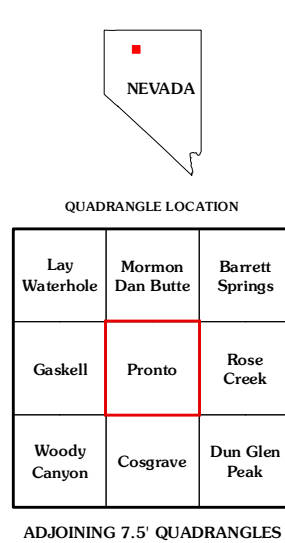 NEVADA
QUADRANGLE LOCATION
Lay
Waterhole
Mormon
Dan Butte
Barrett
Springs
Gaskell
Pronto
Rose
Creek
Woody
Canyon
Cosgrave
Dun Glen
Peak
ADJOINING 7.5' QUADRANGLES